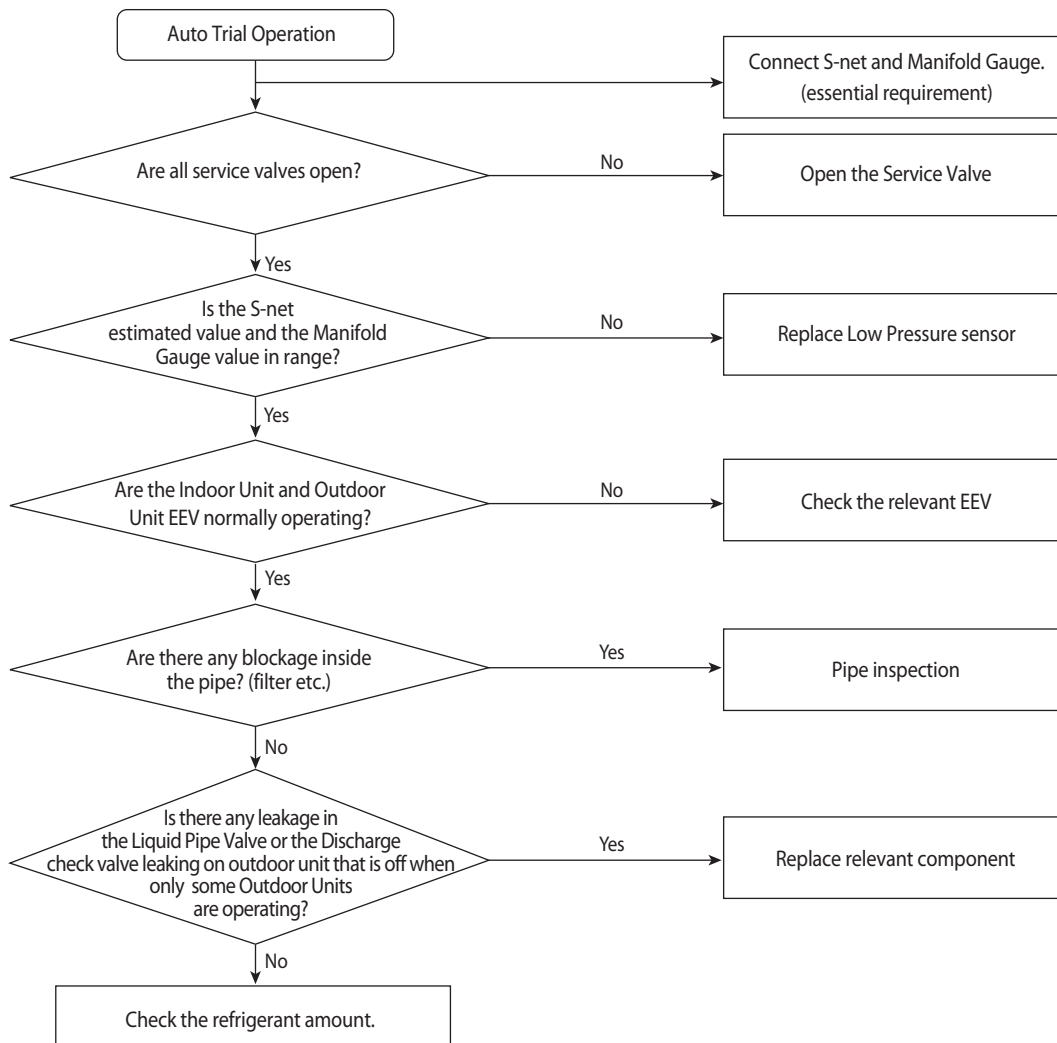 Auto Trial Operation
Connect S-net and Manifold Gauge.
(essential requirement)
Are all service valves open?
No
Open the Service Valve
Yes
Is the S-net
estimated value and the Manifold
Gauge value in range?
No
Replace Low Pressure sensor
Yes
Are the Indoor Unit and Outdoor
Unit EEV normally operating?
No
Check the relevant EEV
Yes
Are there any blockage inside
the pipe? (filter etc.)
Yes
Pipe inspection
No
Is there any leakage in
the Liquid Pipe Valve or the Discharge
check valve leaking on outdoor unit that is off when
only some Outdoor Units
are operating?
Yes
Replace relevant component
No
Check the refrigerant amount.